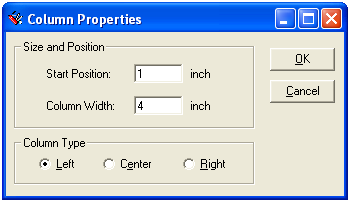 Column Properties
Size and Position
Start Position: 1 inch
OK
Column Width: 4 inch
Cancel
Column Type
Left Center Right